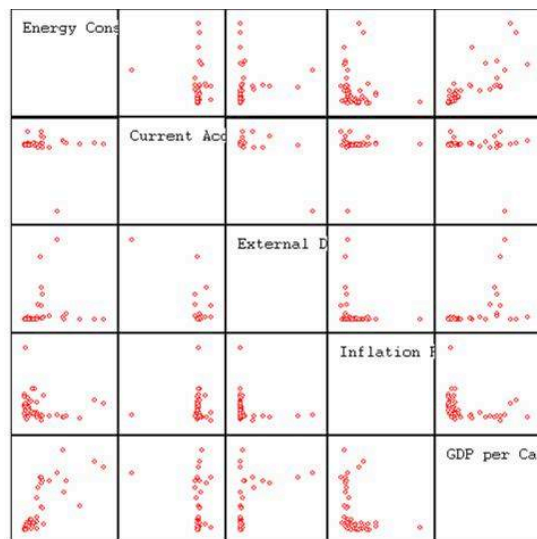 Energy Cons
Current Acc
External D
Inflation
GDP per Ca